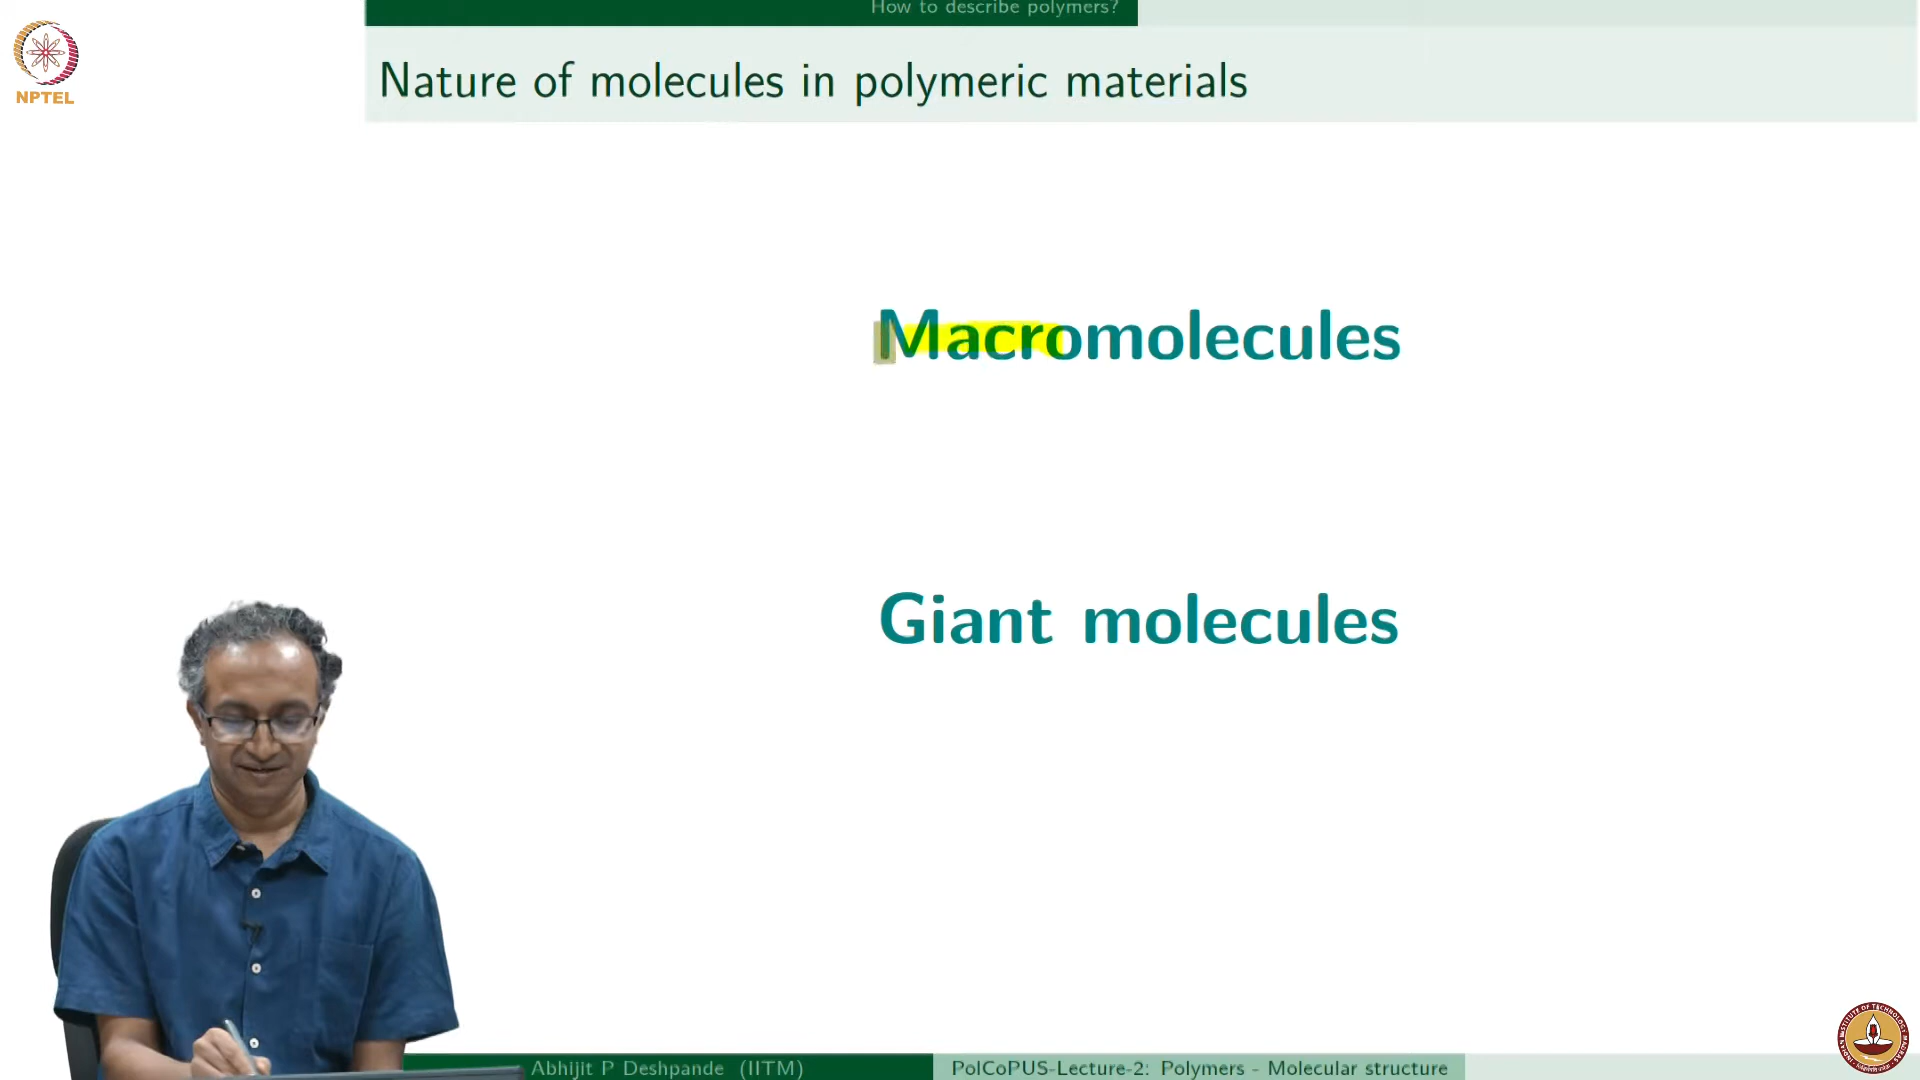 How to describe polymers?
NPTEL
Nature of molecules in polymeric materials
Macromolecules
Giant molecules
Abhijit P Deshpande (IITM)
PolCoPUS-Lecture-2: Polymers - Molecular structure